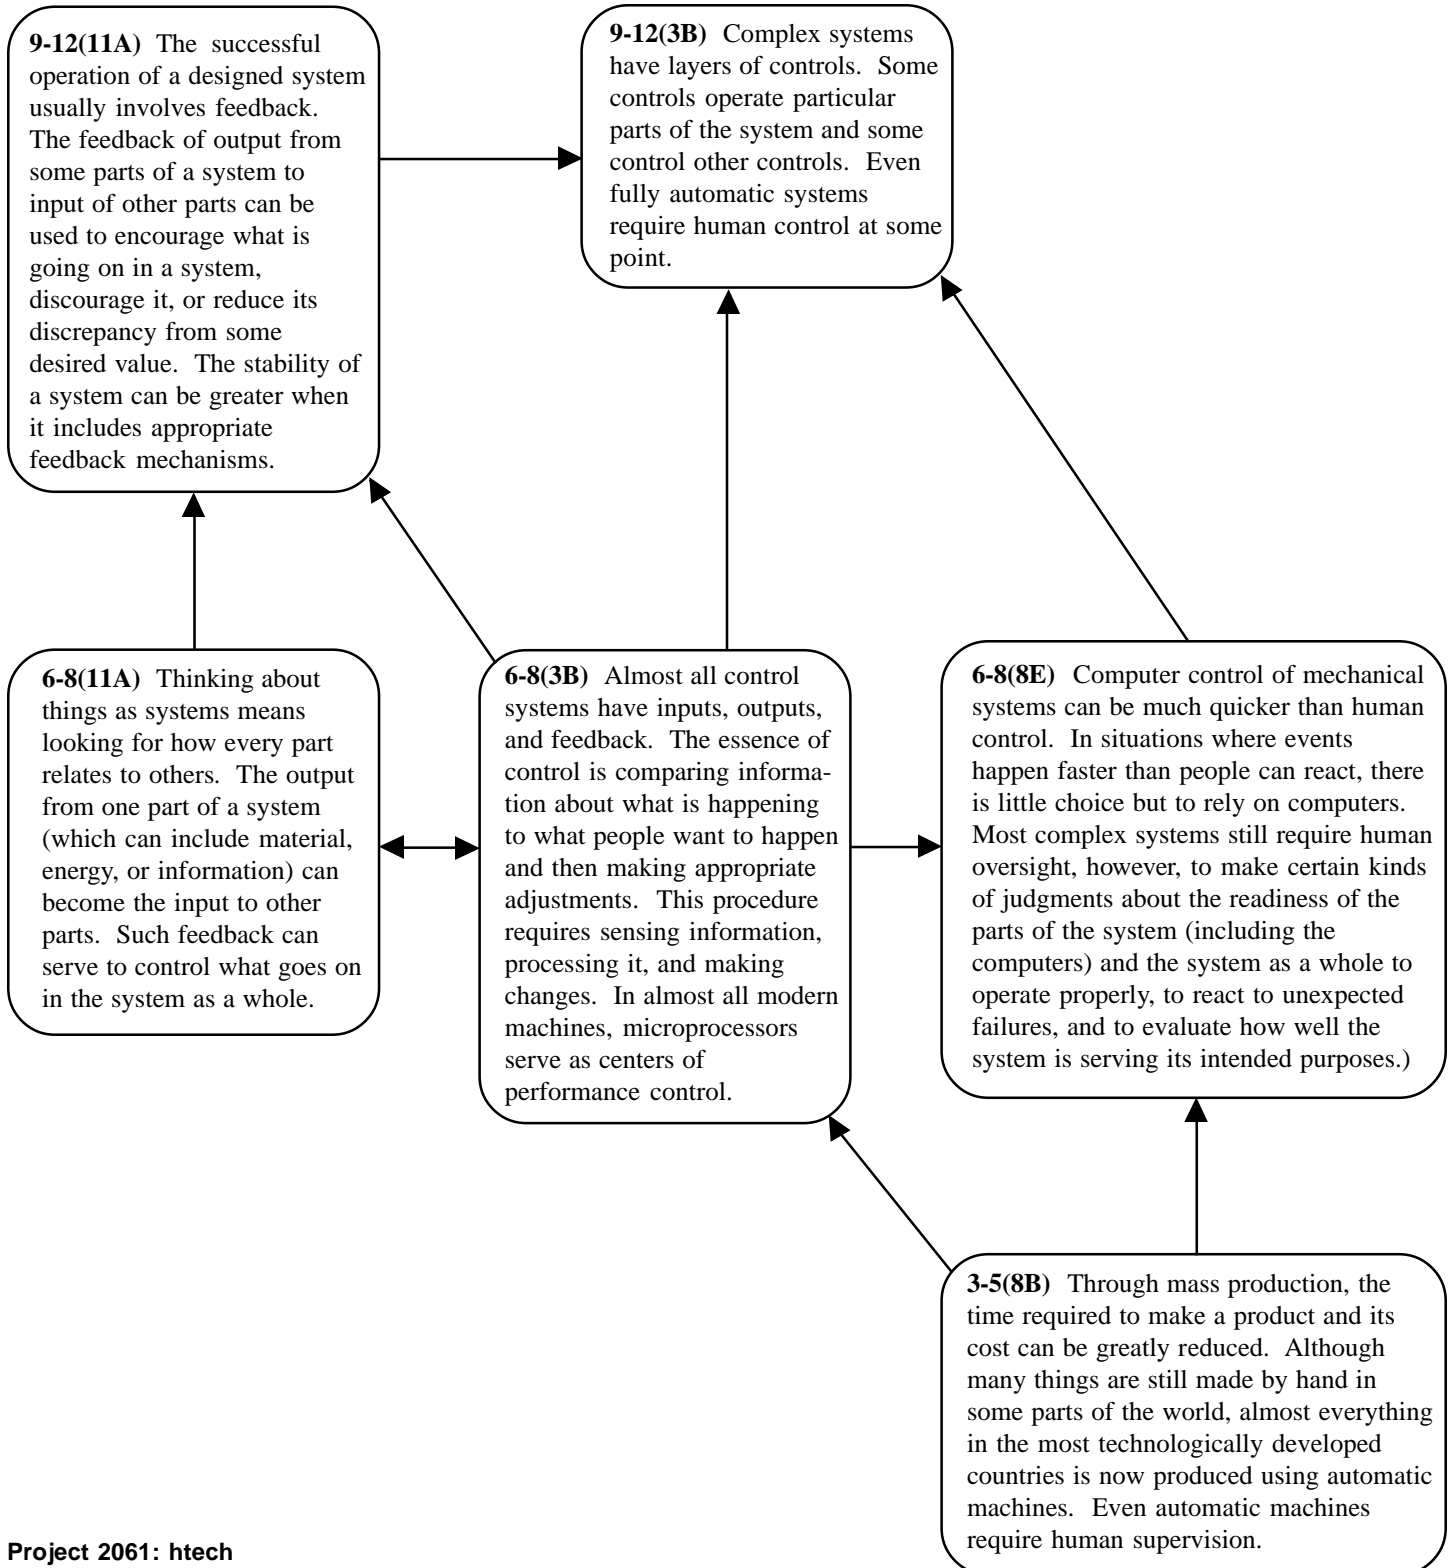 9-12(11A) The successful
operation of a designed system
usually involves feedback.
The feedback of output from
some parts of a system to
input of other parts can be
used to encourage what is
going on in a system,
discourage it, or reduce its
discrepancy from some
desired value. The stability of
a system can be greater when
it includes appropriate
feedback mechanisms.
9-12(3B) Complex systems
have layers of controls. Some
controls operate particular
parts of the system and some
control other controls. Even
fully automatic systems
require human control at some
point.
6-8(11A) Thinking about
things as systems means
looking for how every part
relates to others. The output
from one part of a system
(which can include material,
energy, or information) can
become the input to other
parts. Such feedback can
serve to control what goes on
in the system as a whole.
6-8(3B) Almost all control
systems have inputs, outputs,
and feedback. The essence of
control is comparing informa-
tion about what is happening
to what people want to happen
and then making appropriate
adjustments. This procedure
requires sensing information,
processing it, and making
changes. In almost all modern
machines, microprocessors
serve as centers of
performance control.
6-8(8E) Computer control of mechanical
systems can be much quicker than human
control. In situations where events
happen faster than people can react, there
is little choice but to rely on computers.
Most complex systems still require human
oversight, however, to make certain kinds
of judgments about the readiness of the
parts of the system (including the
computers) and the system as a whole to
operate properly, to react to unexpected
failures, and to evaluate how well the
system is serving its intended purposes.)
3-5(8B) Through mass production, the
time required to make a product and its
cost can be greatly reduced. Although
many things are still made by hand in
some parts of the world, almost everything
in the most technologically developed
countries is now produced using automatic
machines. Even automatic machines
require human supervision.
Project 2061: htech